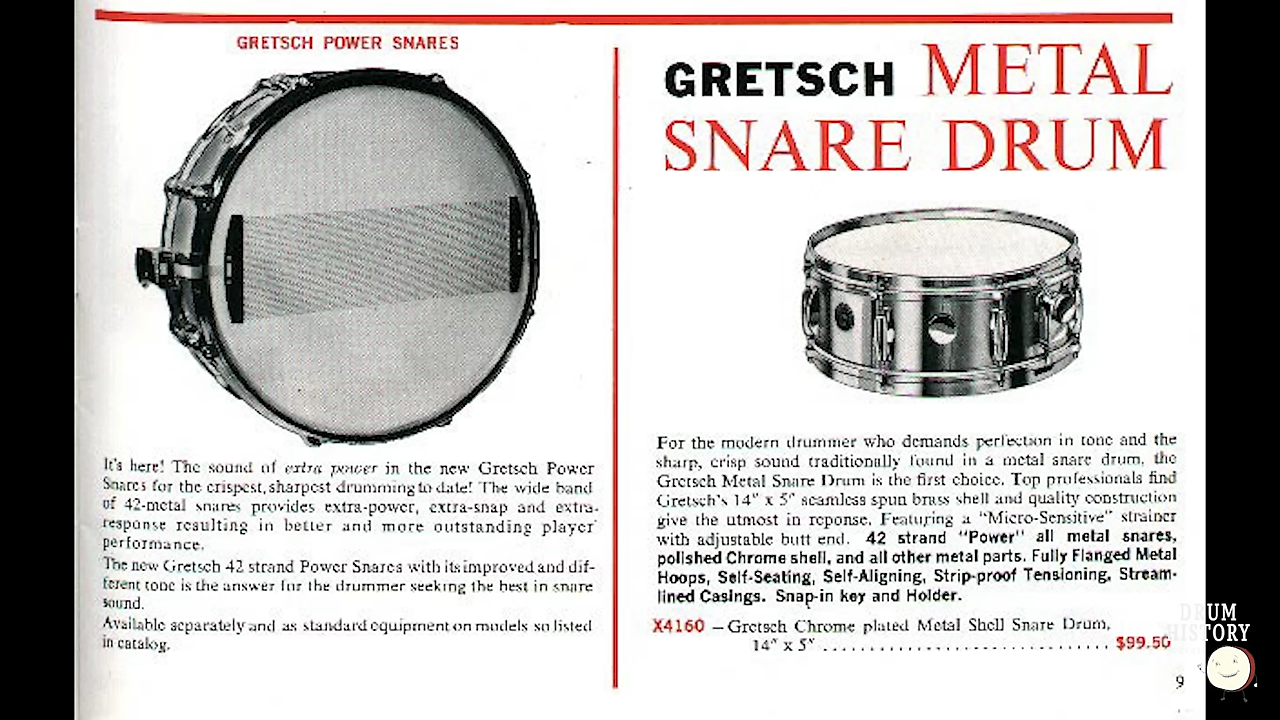 GRETSCH POWER SNARES
It's here! The sound of extra power in the new Gretsch Power
Snares for the crispest, sharpest drumming to date! The wide band
of 42-metal snares provides extra-power, extra-snap and extra-
response resulting in better and more outstanding player
performance.
The new Gretsch 42 strand Power Snares with its improved and dif-
ferent tone is the answer for the drummer seeking the best in snare
sound.
Available separately and as standard equipment on models so listed
in catalog.
GRETSCH METAL
SNARE DRUM
For the modern drummer who demands perfection in tone and the
sharp, crisp sound traditionally found in a metal snare drum, the
Gretsch Metal Snare Drum is the first choice. Top professionals find
Gretsch's 14" x 5" seamless spun brass shell and quality construction
give the utmost in reponse. Featuring a "Micro-Sensitive" strainer
with adjustable butt end. 42 strand "Power" all metal snares,
polished Chrome shell, and all other metal parts. Fully Flanged Metal
Hoops, Self-Seating, Self-Aligning, Strip-proof Tensioning, Stream-
lined Casings. Snap-in key and Holder.
X4160 — Gretsch Chrome plated Metal Shell Snare Drum,
14" x 5" ................................ $99.50
9
DRUM
HISTORY